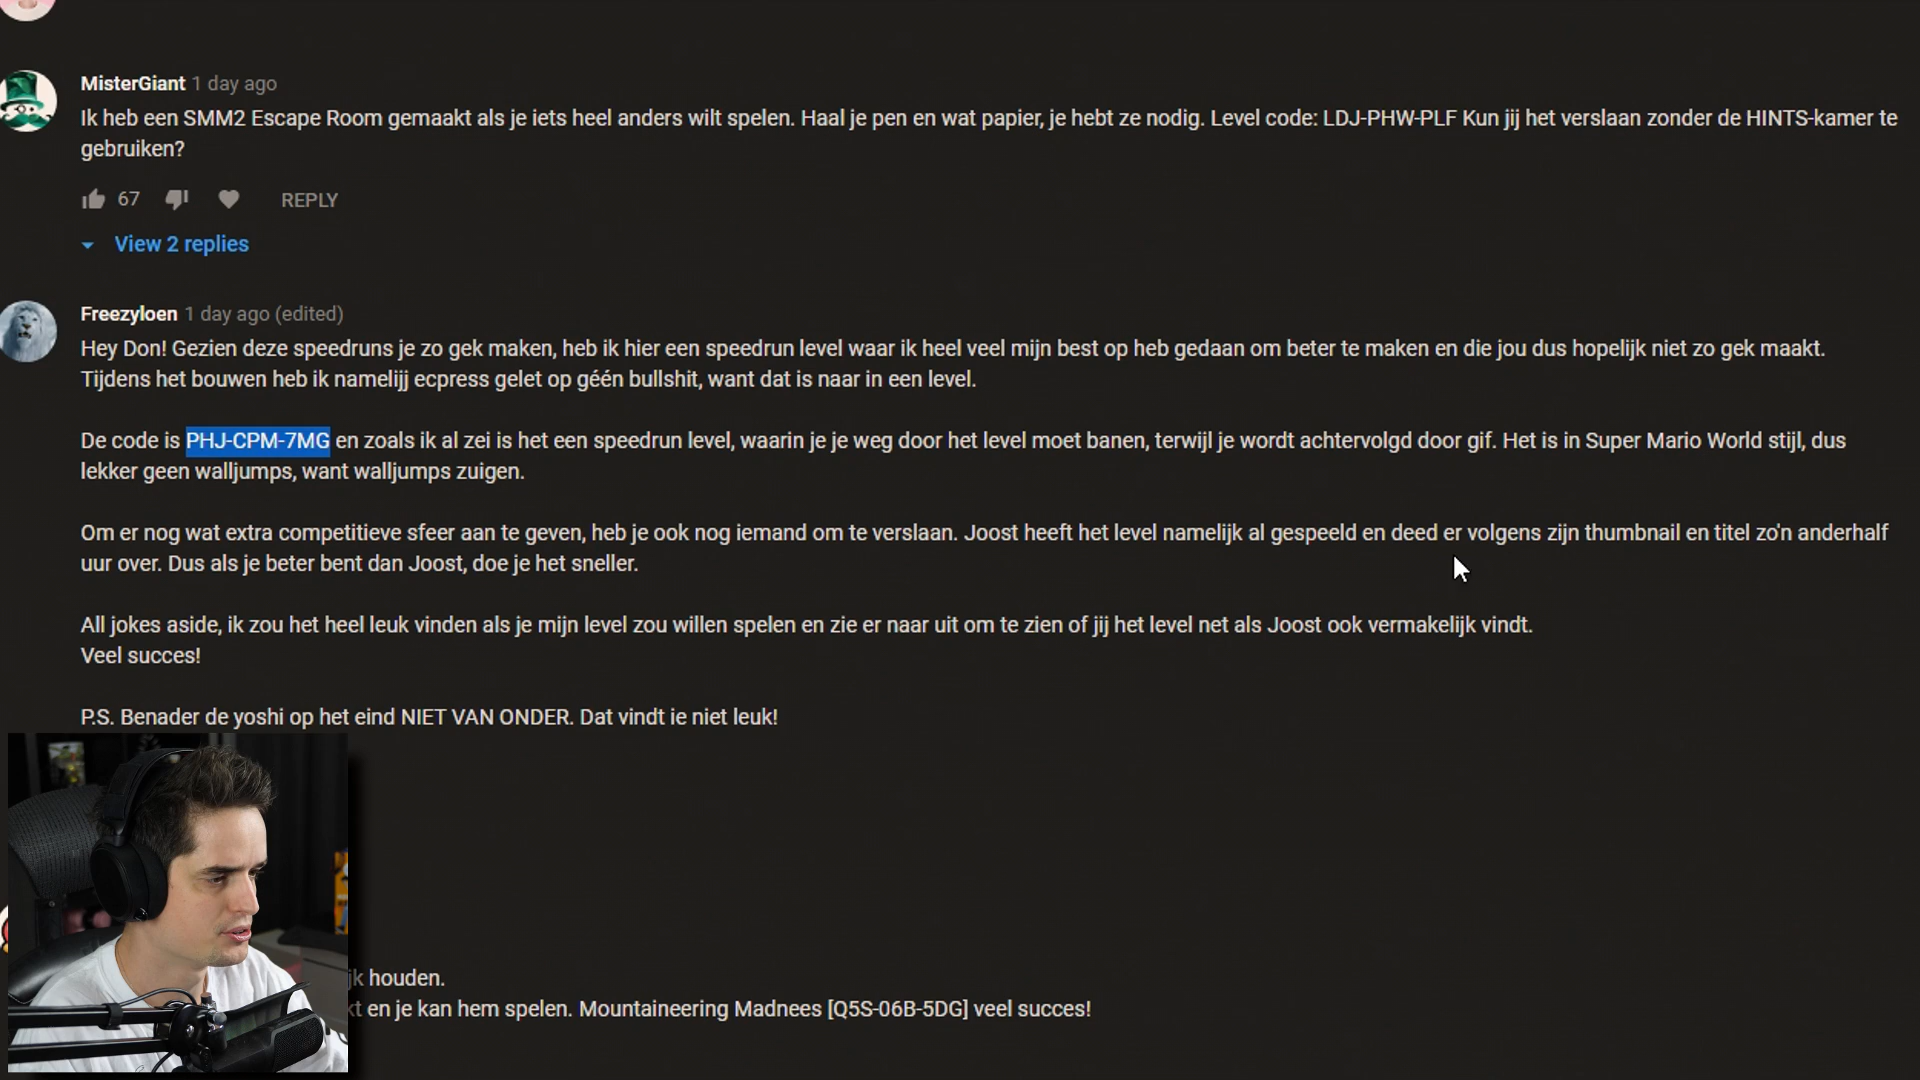 MisterGiant 1 day ago
Ik heb een SMM2 Escape Room gemaakt als je iets heel anders wilt spelen. Haal je pen en wat papier, je hebt ze nodig. Level code: LDJ-PHW-PLF Kun jij het verslaan zonder de HINTS-kamer te
gebruiken?
67 REPLY
View 2 replies
Freezyloen 1 day ago (edited)
Hey Don! Gezien deze speedruns je zo gek maken, heb ik hier een speedrun level waar ik heel veel mijn best op heb gedaan om beter te maken en die jou dus hopelijk niet zo gek maakt.
Tijdens het bouwen heb ik namelijj ecpress gelet op géén bullshit, want dat is naar in een level.
De code is PHJ-CPM-7MG en zoals ik al zei is het een speedrun level, waarin je je weg door het level moet banen, terwijl je wordt achtervolgd door gif. Het is in Super Mario World stijl, dus
lekker geen walljumps, want walljumps zuigen.
Om er nog wat extra competitieve sfeer aan te geven, heb je ook nog iemand om te verslaan. Joost heeft het level namelijk al gespeeld en deed er volgens zijn thumbnail en titel zo'n anderhalf
uur over. Dus als je beter bent dan Joost, doe je het sneller.
All jokes aside, ik zou het heel leuk vinden als je mijn level zou willen spelen en zie er naar uit om te zien of jij het level net als Joost ook vermakelijk vindt.
Veel succes!
P.S. Benader de yoshi op het eind NIET VAN ONDER. Dat vindt ie niet leuk!
jk houden.
kt en je kan hem spelen. Mountaineering Madnees [Q5S-06B-5DG] veel succes!